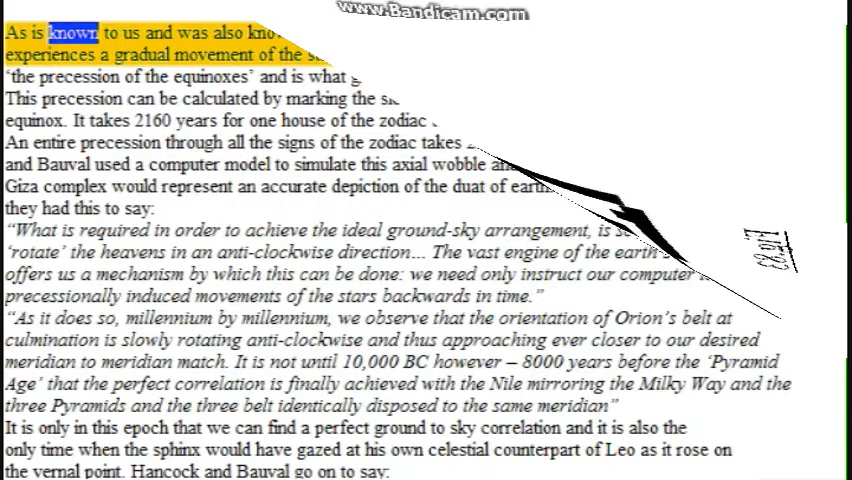 www.Bandicam.com
As is known to us and was also
experiences a gradual movement of the
‘the precession of the equinoxes’ and is what
This precession can be calculated by marking the
equinox. It takes 2160 years for one house of the zodiac
An entire precession through all the signs of the zodiac takes
and Bauval used a computer model to simulate this axial wobble
Giza complex would represent an accurate depiction of the duat of
they had this to say:
“What is required in order to achieve the ideal ground-sky arrangement, is
‘rotate’ the heavens in an anti-clockwise direction... The vast engine of the earth's
offers us a mechanism by which this can be done: we need only instruct our computer
precessionally induced movements of the stars backwards in time.”
“As it does so, millennium by millennium, we observe that the orientation of Orion’s belt at
culmination is slowly rotating anti-clockwise and thus approaching ever closer to our desired
meridian to meridian match. It is not until 10,000 BC however – 8000 years before the ‘Pyramid
Age’ that the perfect correlation is finally achieved with the Nile mirroring the Milky Way and the
three Pyramids and the three belt identically disposed to the same meridian”
It is only in this epoch that we can find a perfect ground to sky correlation and it is also the
only time when the sphinx would have gazed at his own celestial counterpart of Leo as it rose on
the vernal point. Hancock and Bauval go on to say: